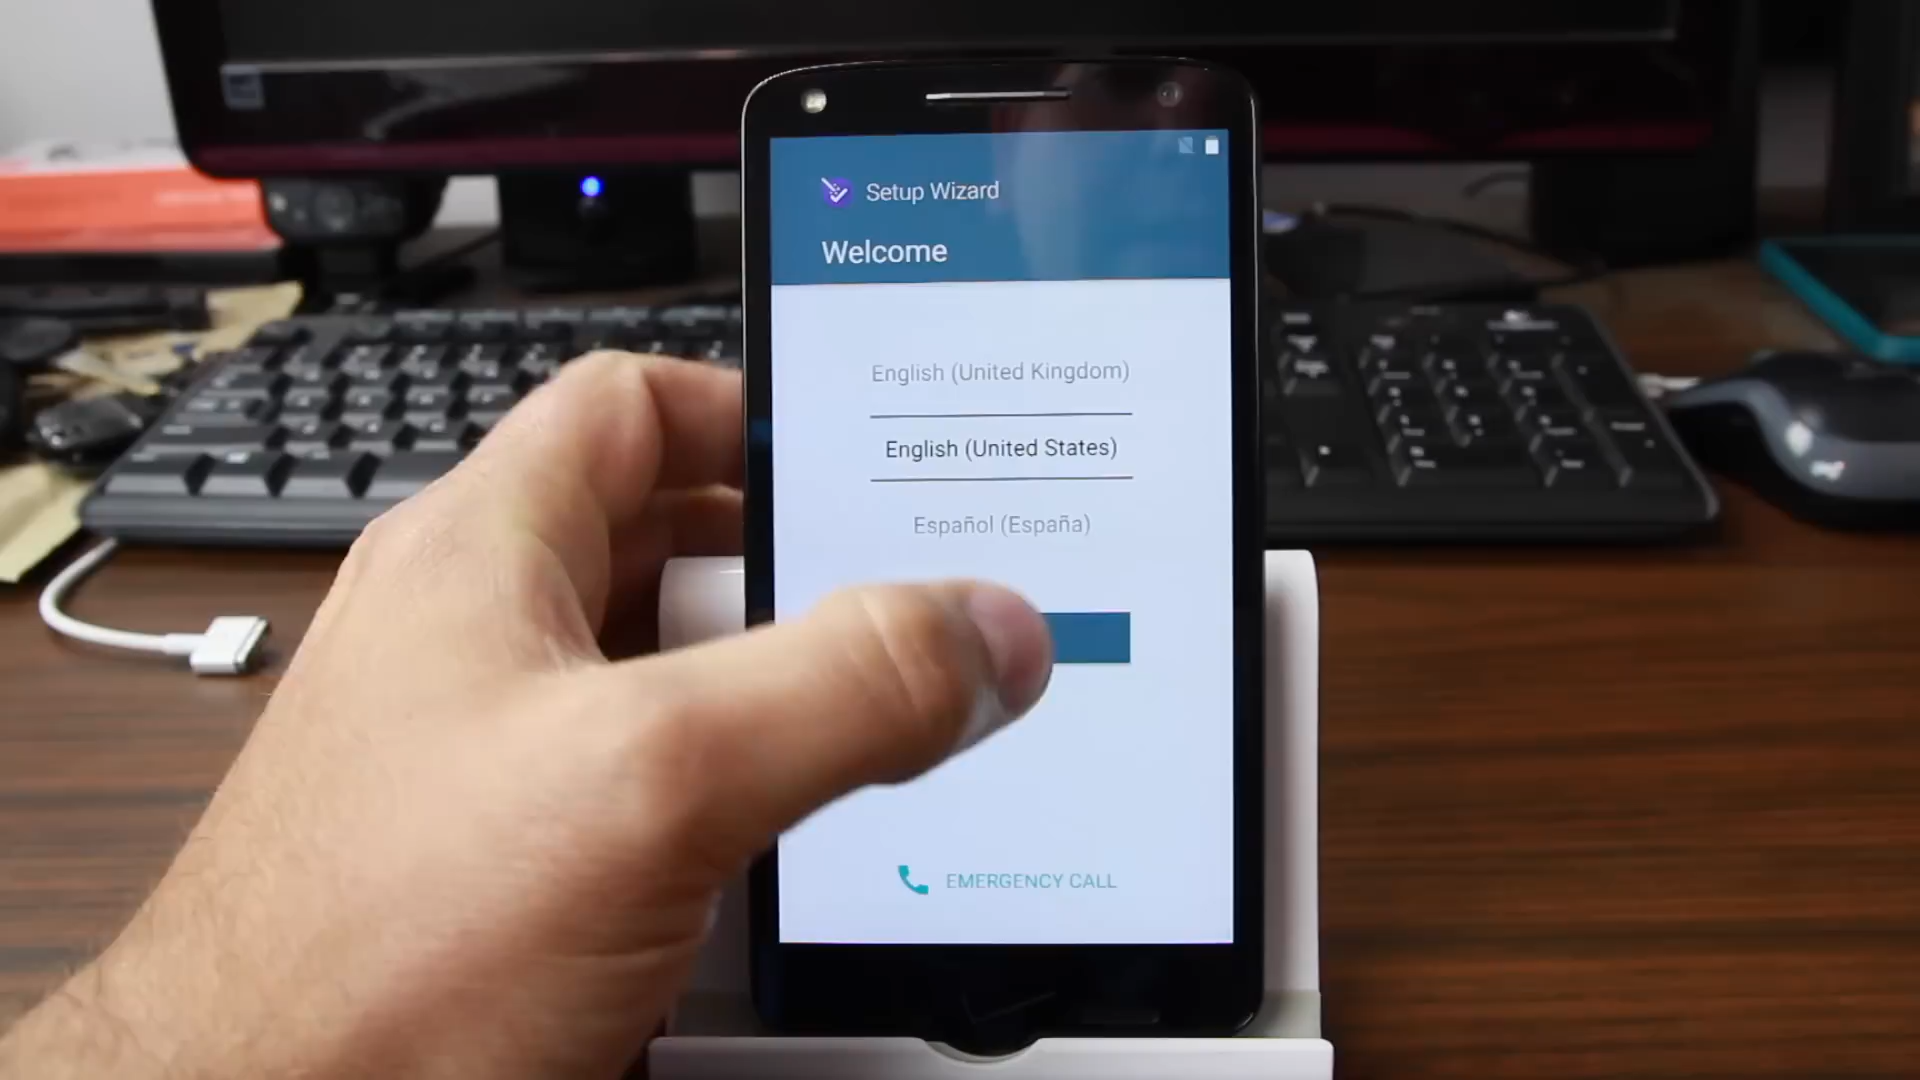 Setup Wizard
Welcome
English (United Kingdom)
English (United States)
Español (España)
EMERGENCY CALL